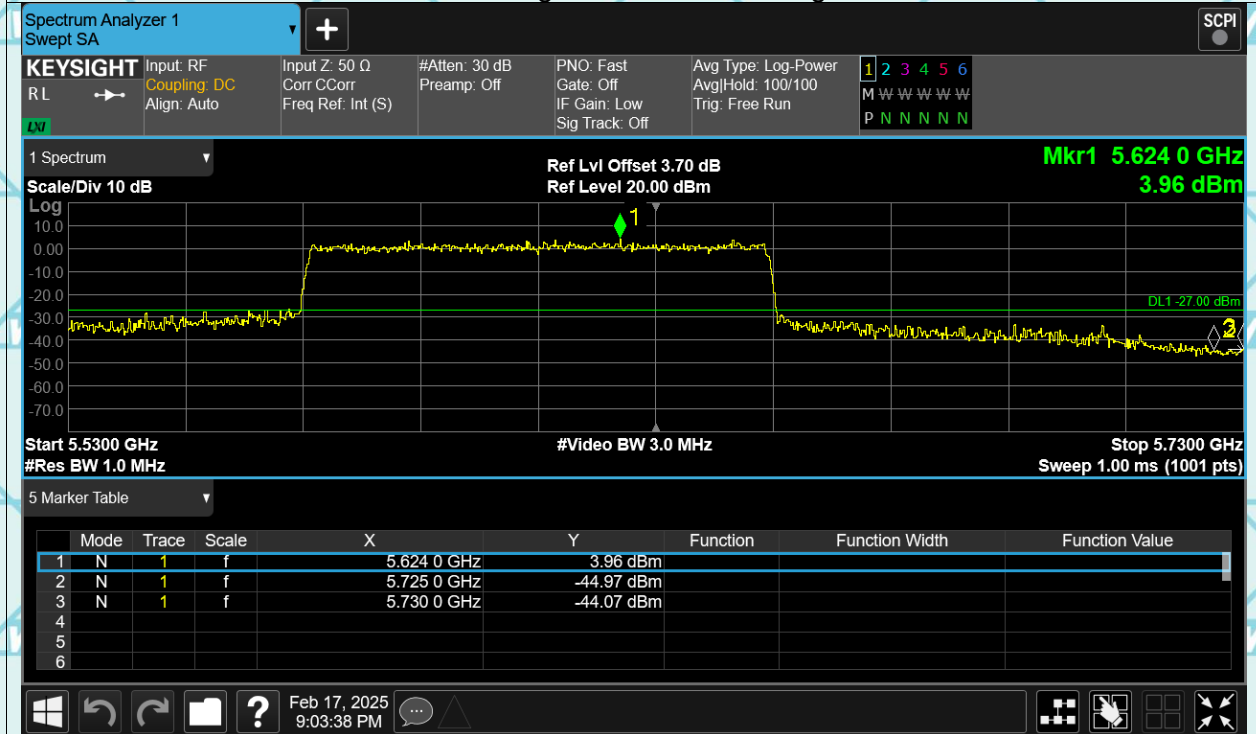 Spectrum Analyzer 1
Swept SA
+
SCPI
KEYSIGHT
R L
LXI
Input: RF
Coupling: DC
Align: Auto
Input Z: 50 Ω
Corr CCorr
Freq Ref: Int (S)
#Atten: 30 dB
Preamp: Off
PNO: Fast
Gate: Off
IF Gain: Low
Sig Track: Off
Avg Type: Log-Power
Avg|Hold: 100/100
Trig: Free Run
1 2 3 4 5 6
M W W W W W
P N N N N N
1 Spectrum
Scale/Div 10 dB
Ref Lvl Offset 3.70 dB
Ref Level 20.00 dBm
Mkr1 5.624 0 GHz
3.96 dBm
Log
10.0
0.00
-10.0
-20.0
-30.0
-40.0
-50.0
-60.0
-70.0
1
DL1 -27.00 dBm
Start 5.5300 GHz
#Video BW 3.0 MHz
Stop 5.7300 GHz
#Res BW 1.0 MHz
Sweep 1.00 ms (1001 pts)
5 Marker Table
Mode Trace Scale X Y Function Function Width Function Value
1 N 1 f 5.624 0 GHz 3.96 dBm
2 N 1 f 5.725 0 GHz -44.97 dBm
3 N 1 f 5.730 0 GHz -44.07 dBm
4
5
6
?
Feb 17, 2025
9:03:38 PM